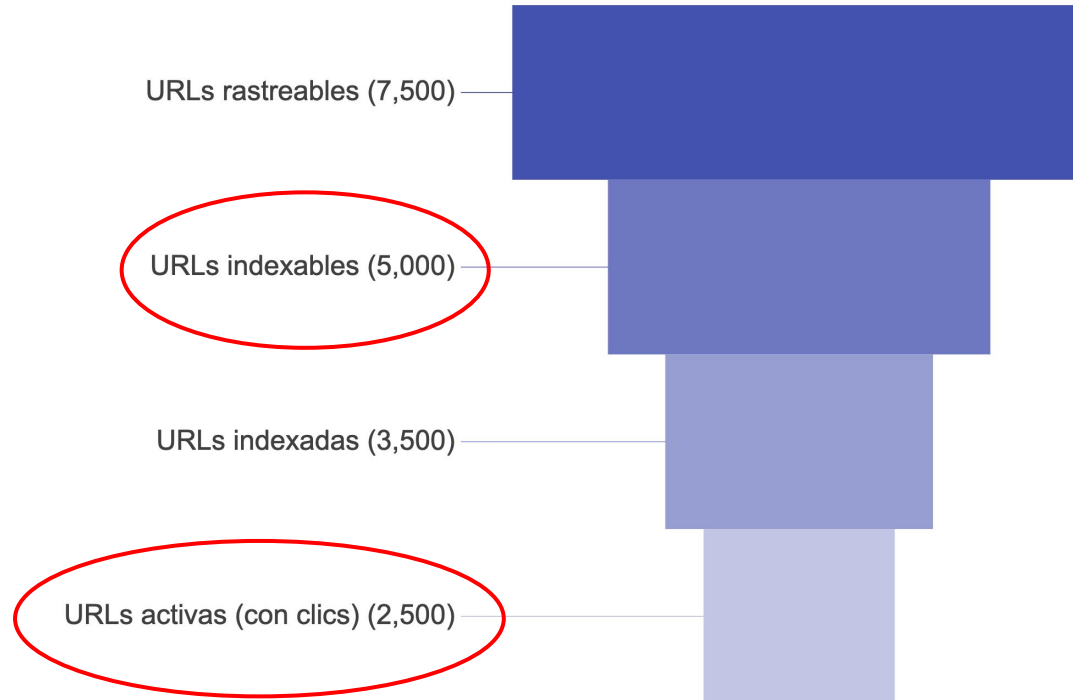 URLs rastreables (7,500)
URLs indexables (5,000)
URLs indexadas (3,500)
URLs activas (con clics) (2,500)